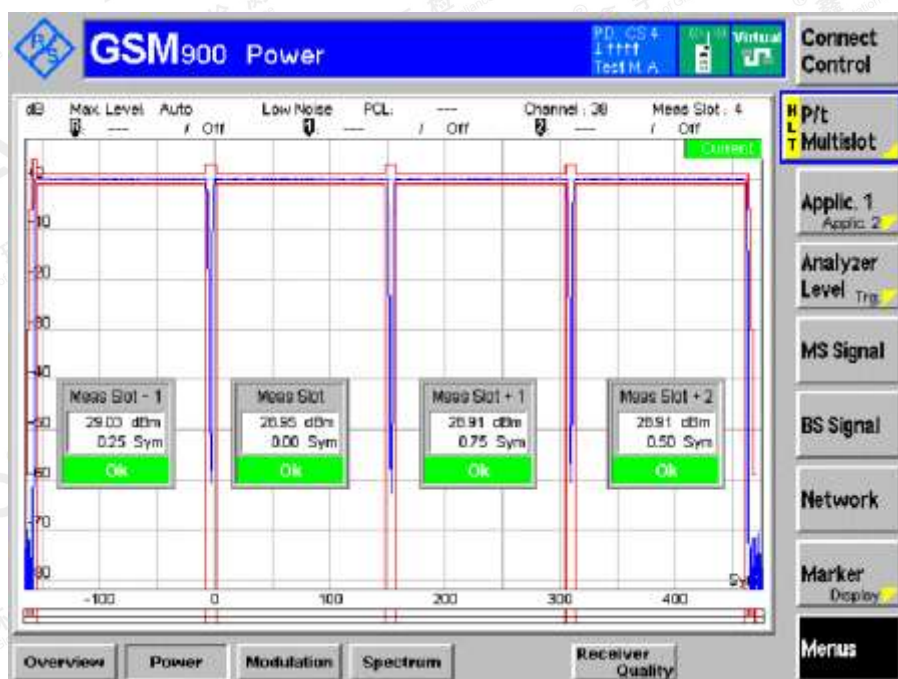 R S
GSM900 Power
PD, CS 4
Test M. A
Virtual
Connect
Control
dB Max. Level Auto Low Noise PCL: --- Channel : 38 Meas Slot : 4
0: --- / Off 1: --- / Off 2: --- / Off
Current
H
L
T
P/t
Multislot
Applic. 1
Applic. 2
Analyzer
Level Trg.
MS Signal
BS Signal
Network
Marker
Display
Menus
-10
-20
-30
-40
-50
-60
-70
-80
Meas Slot - 1
29.03 dBm
0.25 Sym
Ok
Meas Slot
28.95 dBm
0.00 Sym
Ok
Meas Slot + 1
28.91 dBm
0.75 Sym
Ok
Meas Slot + 2
28.91 dBm
0.50 Sym
Ok
-100 0 100 200 300 400
Overview Power Modulation Spectrum Receiver
Quality